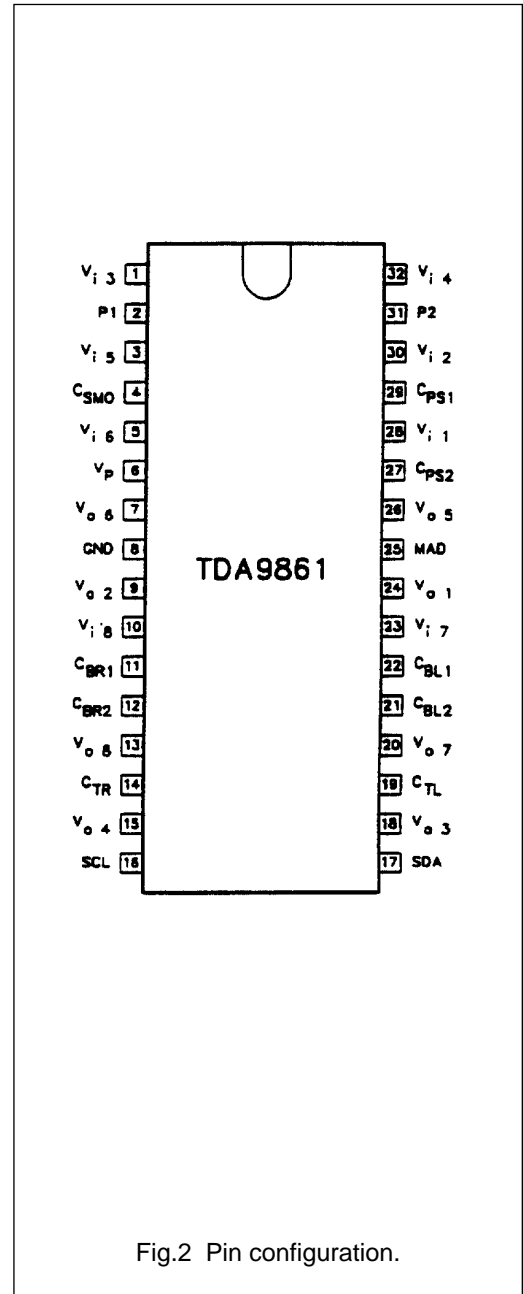 Vi 3 1 32 Vi 4
P1 2 31 P2
Vi 5 3 30 Vi 2
CSMO 4 29 CPS1
Vi 6 5 28 Vi 1
VP 6 27 CPS2
Vo 6 7 26 Vo 5
GND 8 25 MAD
TDA9861
Vo 2 9 24 Vo 1
Vi 8 10 23 Vi 7
CBR1 11 22 CBL1
CBR2 12 21 CBL2
Vo 8 13 20 Vo 7
CTR 14 19 CTL
Vo 4 15 18 Vo 3
SCL 16 17 SDA
Fig.2 Pin configuration.